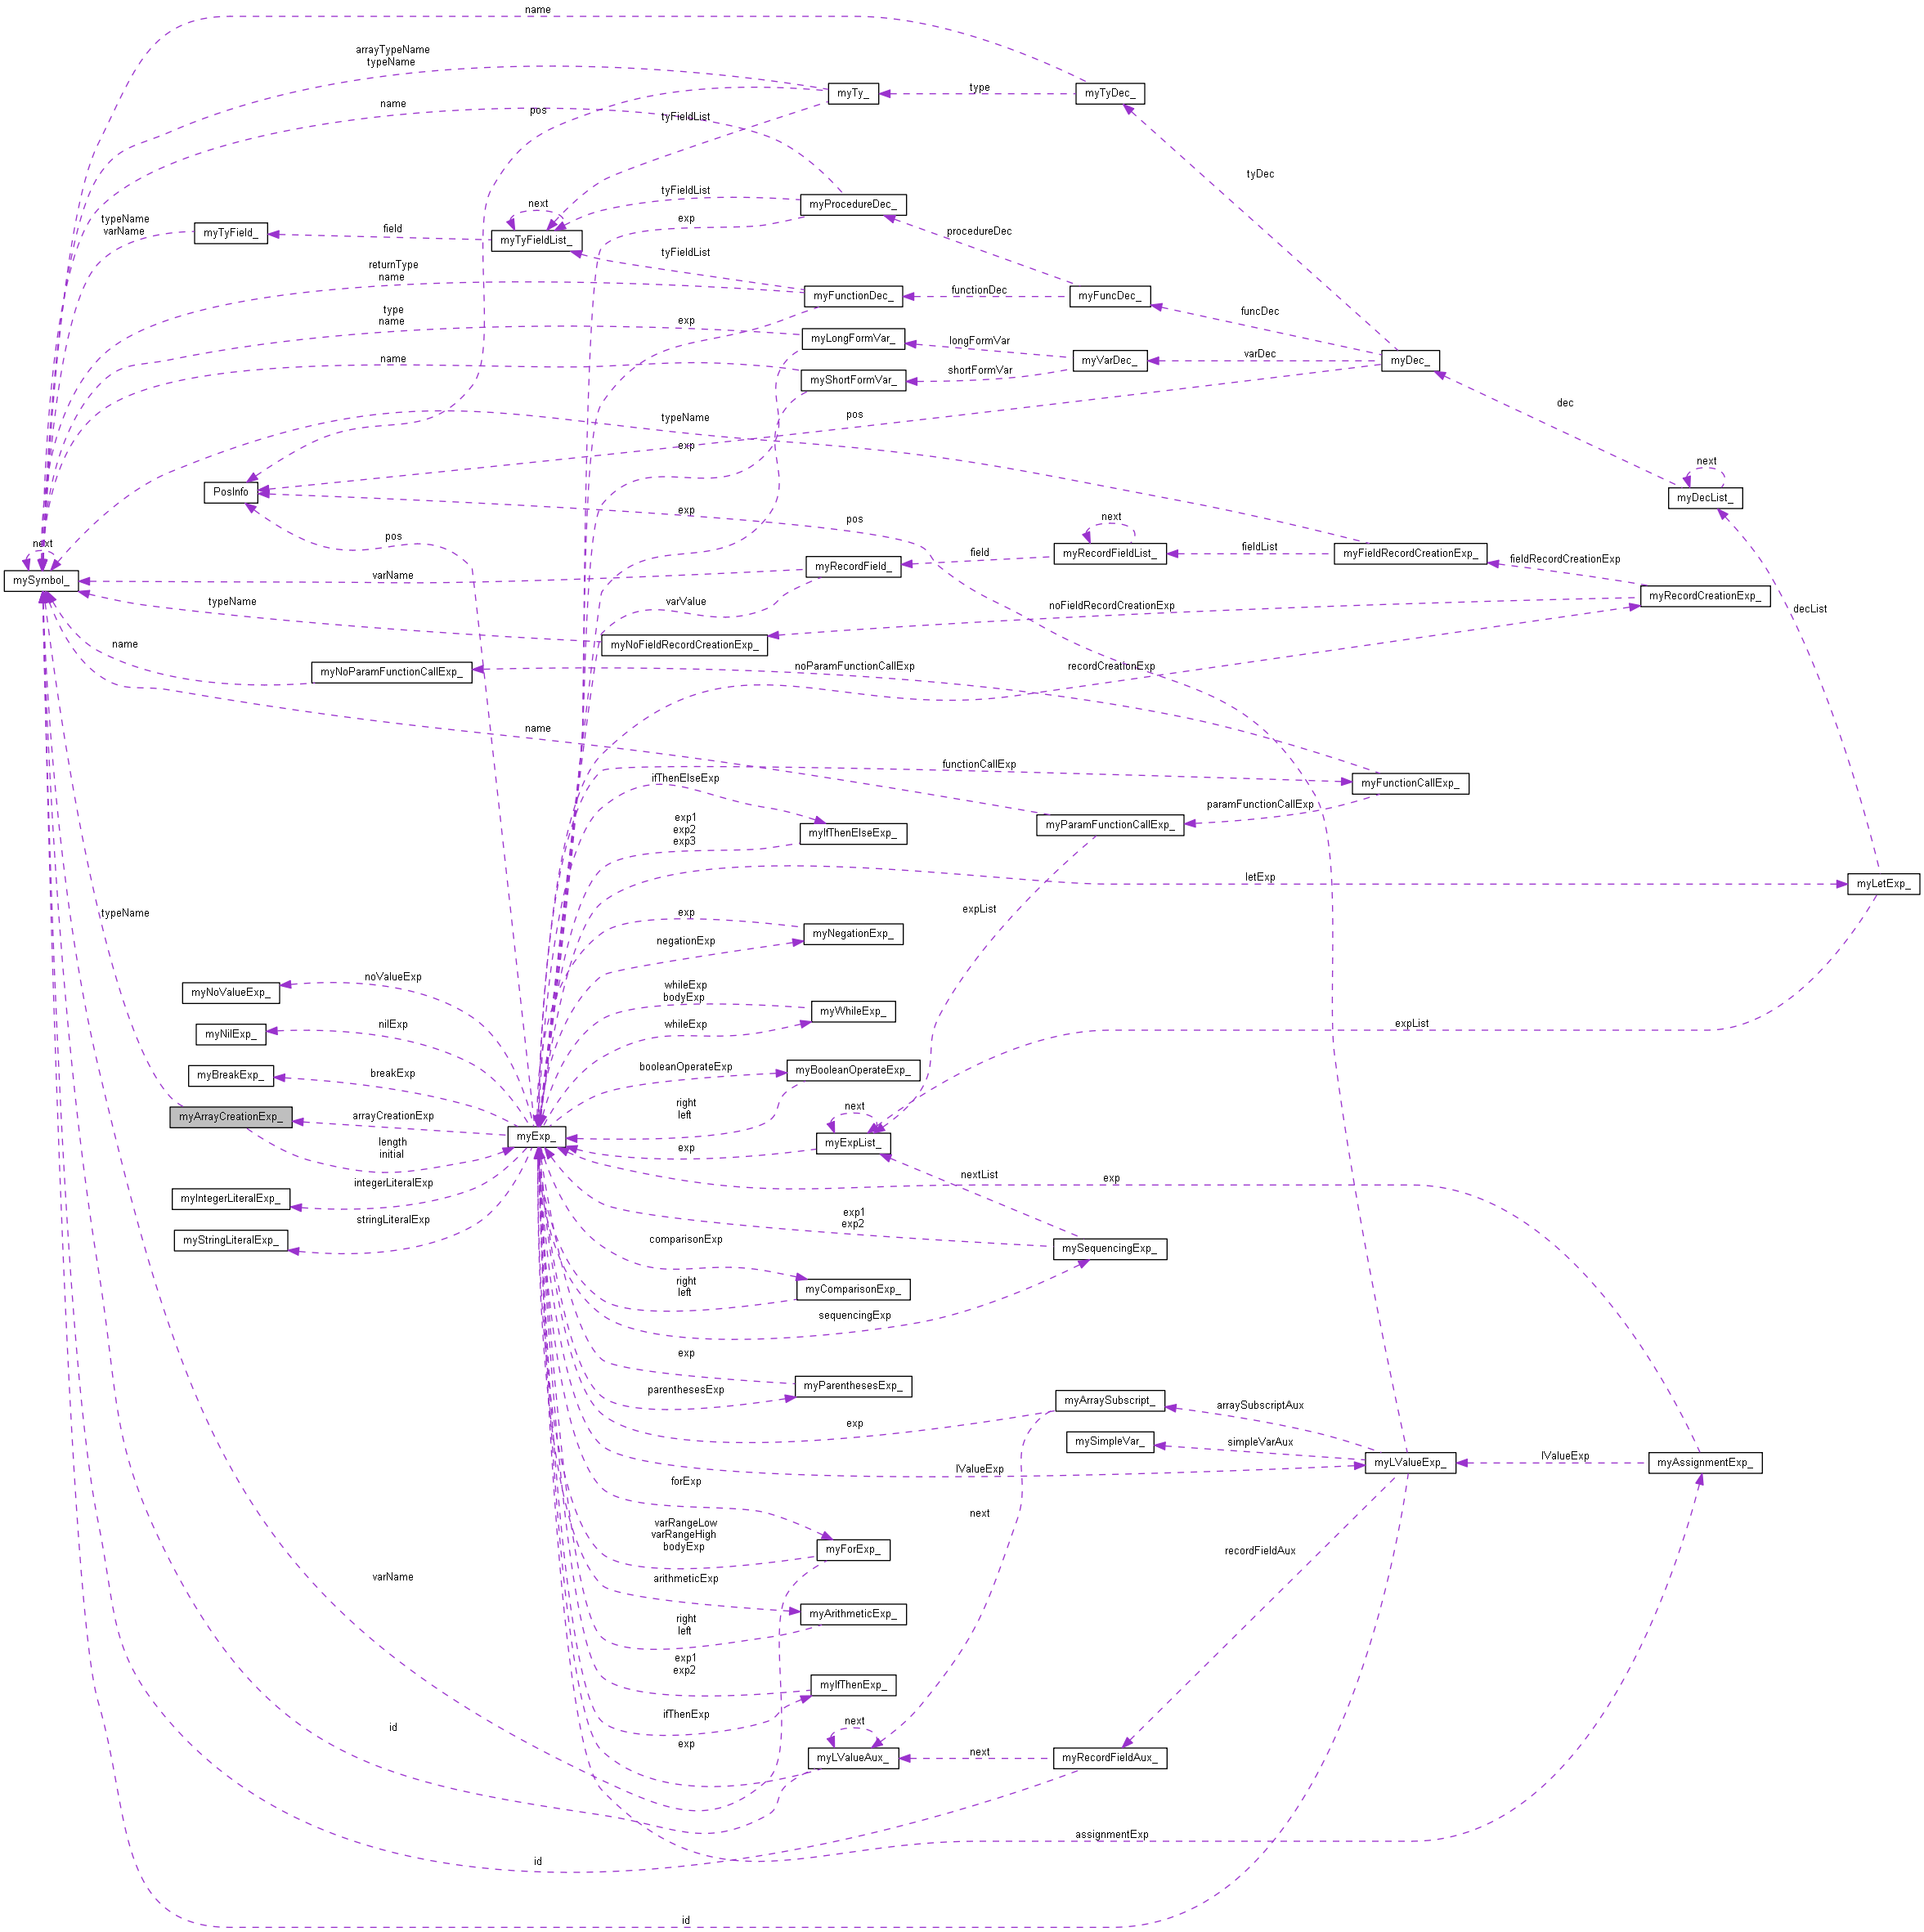 name
arrayTypeName
typeName
myTy_
type
myTyDec_
name
pos
tyFieldList
tyDec
next
tyFieldList
myProcedureDec_
exp
typeName
varName
myTyField_
field
myTyFieldList_
procedureDec
tyFieldList
returnType
name
myFunctionDec_
functionDec
myFuncDec_
funcDec
type
name
exp
myLongFormVar_
longFormVar
myVarDec_
varDec
myDec_
name
myShortFormVar_
shortFormVar
typeName
pos
dec
exp
next
PosInfo
myDecList_
exp
pos
next
pos
next
myRecordFieldList_
fieldList
myFieldRecordCreationExp_
fieldRecordCreationExp
field
myRecordField_
mySymbol_
varName
myRecordCreationExp_
typeName
varValue
noFieldRecordCreationExp
decList
name
myNoFieldRecordCreationExp_
myNoParamFunctionCallExp_
noParamFunctionCallExp
recordCreationExp
name
ifThenElseExp
functionCallExp
myFunctionCallExp_
paramFunctionCallExp
exp1
exp2
exp3
myIfThenElseExp_
myParamFunctionCallExp_
letExp
myLetExp_
typeName
exp
expList
myNegationExp_
negationExp
noValueExp
myNoValueExp_
whileExp
bodyExp
myWhileExp_
nilExp
whileExp
expList
myNilExp_
breakExp
booleanOperateExp
myBooleanOperateExp_
myBreakExp_
right
left
myArrayCreationExp_
arrayCreationExp
next
length
initial
myExp_
exp
myExpList_
nextList
exp
integerLiteralExp
myIntegerLiteralExp_
stringLiteralExp
exp1
exp2
myStringLiteralExp_
comparisonExp
mySequencingExp_
right
left
myComparisonExp_
sequencingExp
exp
myParenthesesExp_
parenthesesExp
myArraySubscript_
arraySubscriptAux
exp
mySimpleVar_
simpleVarAux
lValueExp
myLValueExp_
lValueExp
myAssignmentExp_
forExp
next
varRangeLow
varRangeHigh
bodyExp
myForExp_
recordFieldAux
varName
arithmeticExp
myArithmeticExp_
right
left
exp1
exp2
myIfThenExp_
ifThenExp
id
next
exp
myLValueAux_
next
myRecordFieldAux_
assignmentExp
id
id